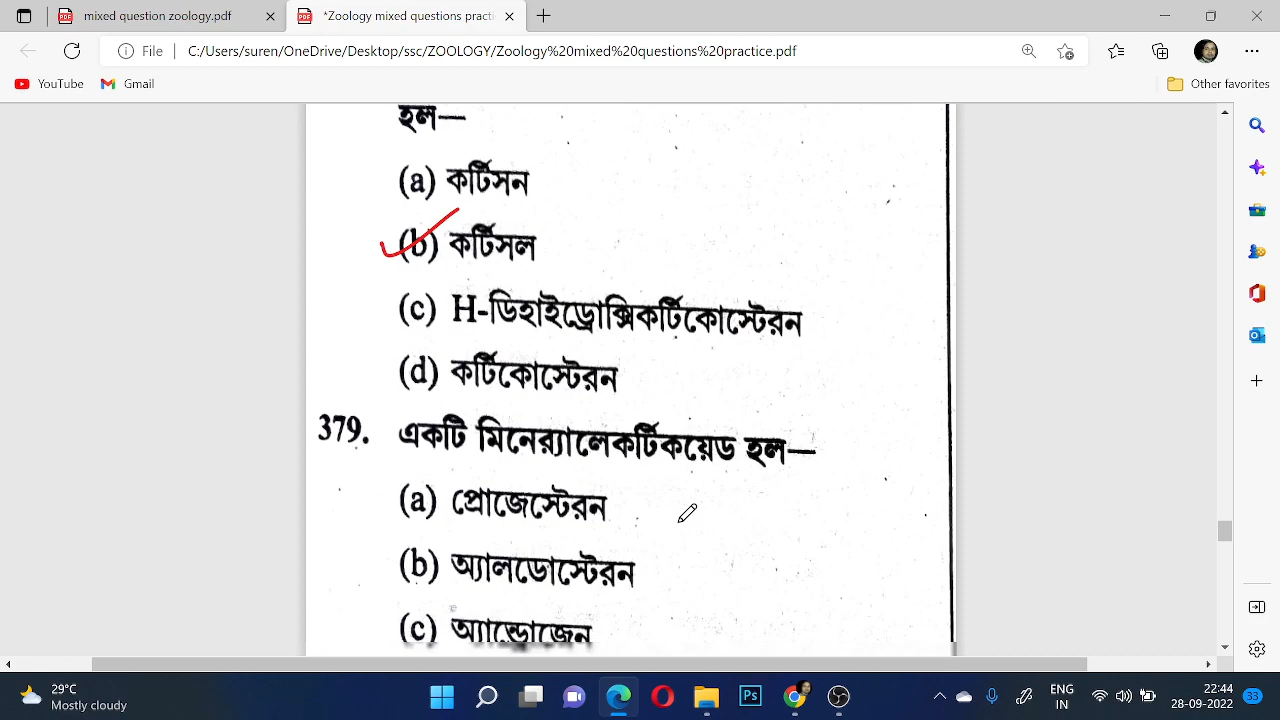 mixed question zoology.pdf
*Zoology mixed questions practi
File
C:/Users/suren/OneDrive/Desktop/ssc/ZOOLOGY/Zoology%20mixed%20questions%20practice.pdf
YouTube
Gmail
Other favorites
হল—
(a) কর্টিসন
(b) কর্টিসল
(c) H-ডিহাইড্রোক্সিকর্টিকোস্টেরন
(d) কর্টিকোস্টেরন
379. একটি মিনের‍্যালেকর্টিকয়েড হল—
(a) প্রোজেস্টেরন
(b) অ্যালডোস্টেরন
(c) অ্যান্ড্রোজেন
29°C
Mostly cloudy
Ps
ENG
IN
22:44
28-09-2022
33